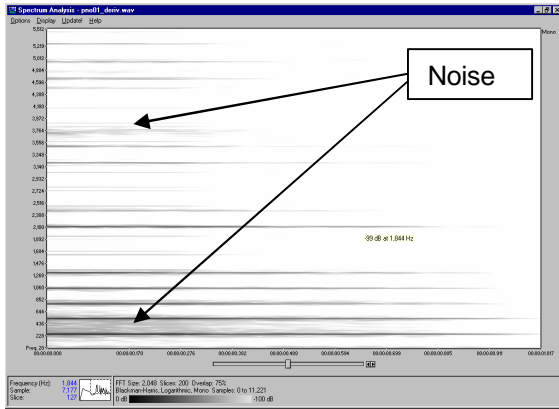 Spectrum Analysis - pno01_deriv.wav
Options Display Update! Help
Mono
Noise
5,512
5,219
5,012
4,804
4,596
4,389
4,180
3,972
3,764
3,556
3,348
3,140
2,932
2,724
2,516
2,308
2,100
1,892
1,684
1,476
1,268
1,060
852
644
436
228
Freq. 20
-99 dB at 1,844 Hz
00.00.00.000
00.00.00.170
00.00.00.276
00.00.00.382
00.00.00.488
00.00.00.594
00.00.00.699
00.00.00.805
00.00.00.911
00.00.01.017
Frequency (Hz): 1,844
Sample: 7,177
Slice: 127
FFT Size: 2,048 Slices: 200 Overlap: 75%
Blackman-Harris, Logarithmic, Mono Samples: 0 to 11,221
0 dB
-100 dB